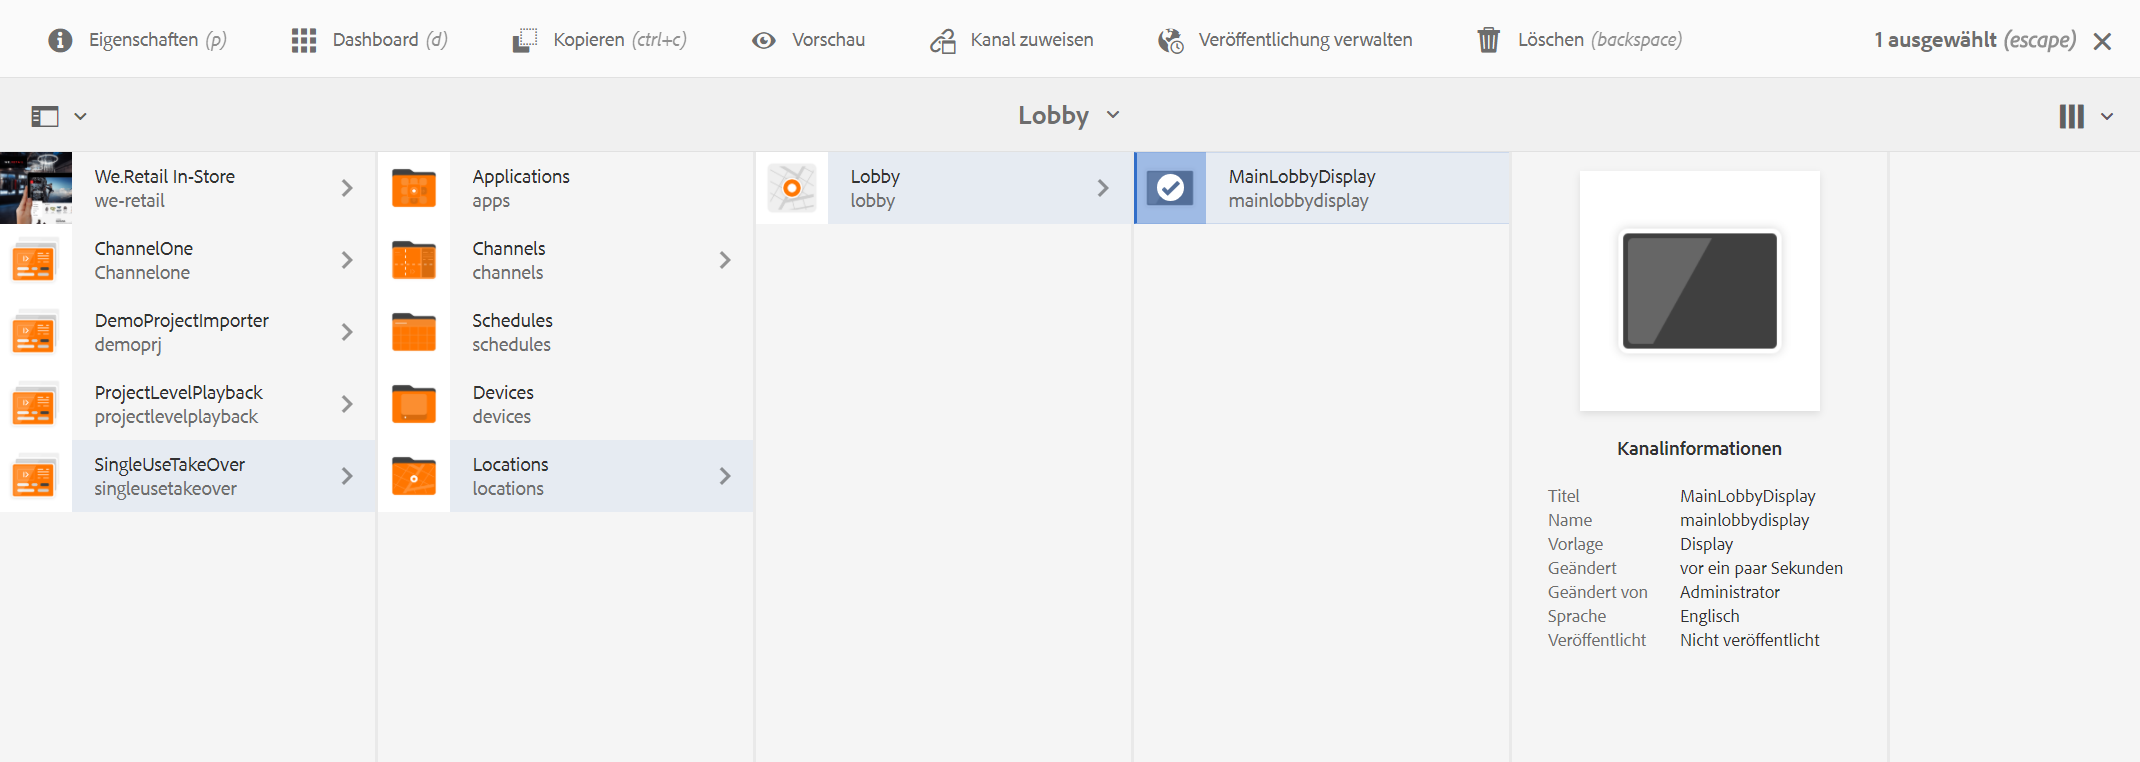 Eigenschaften (p)
Dashboard (d)
Kopieren (ctrl+c)
Vorschau
Kanal zuweisen
Veröffentlichung verwalten
Löschen (backspace)
1 ausgewählt (escape)
Lobby
We.Retail In-Store
we-retail
ChannelOne
Channelone
DemoProjectImporter
demoprj
ProjectLevelPlayback
projectlevelplayback
SingleUseTakeOver
singleusetakeover
Applications
apps
Channels
channels
Schedules
schedules
Devices
devices
Locations
locations
Lobby
lobby
MainLobbyDisplay
mainlobbydisplay
Kanalinformationen
Titel MainLobbyDisplay
Name mainlobbydisplay
Vorlage Display
Geändert vor ein paar Sekunden
Geändert von Administrator
Sprache Englisch
Veröffentlicht Nicht veröffentlicht